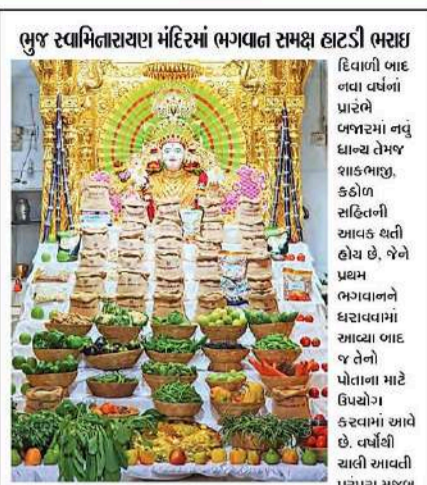 ભુજ સ્વામિનારાયણ મંદિરમાં ભગવાન સમક્ષ હાટડી ભરાઇ
દિવાળી બાદ
નવા વર્ષનાં
પ્રારંભે
બજારમાં નવું
ધાન્ય તેમજ
શાકભાજી,
કઠોળ
સહિતની
આવક થતી
હોય છે, જેને
પ્રથમ
ભગવાનને
ધરાવવામાં
આવ્યા બાદ
જ તેનો
પોતાના માટે
ઉપયોગ
કરવામાં આવે
છે. વર્ષોથી
ચાલી આવતી